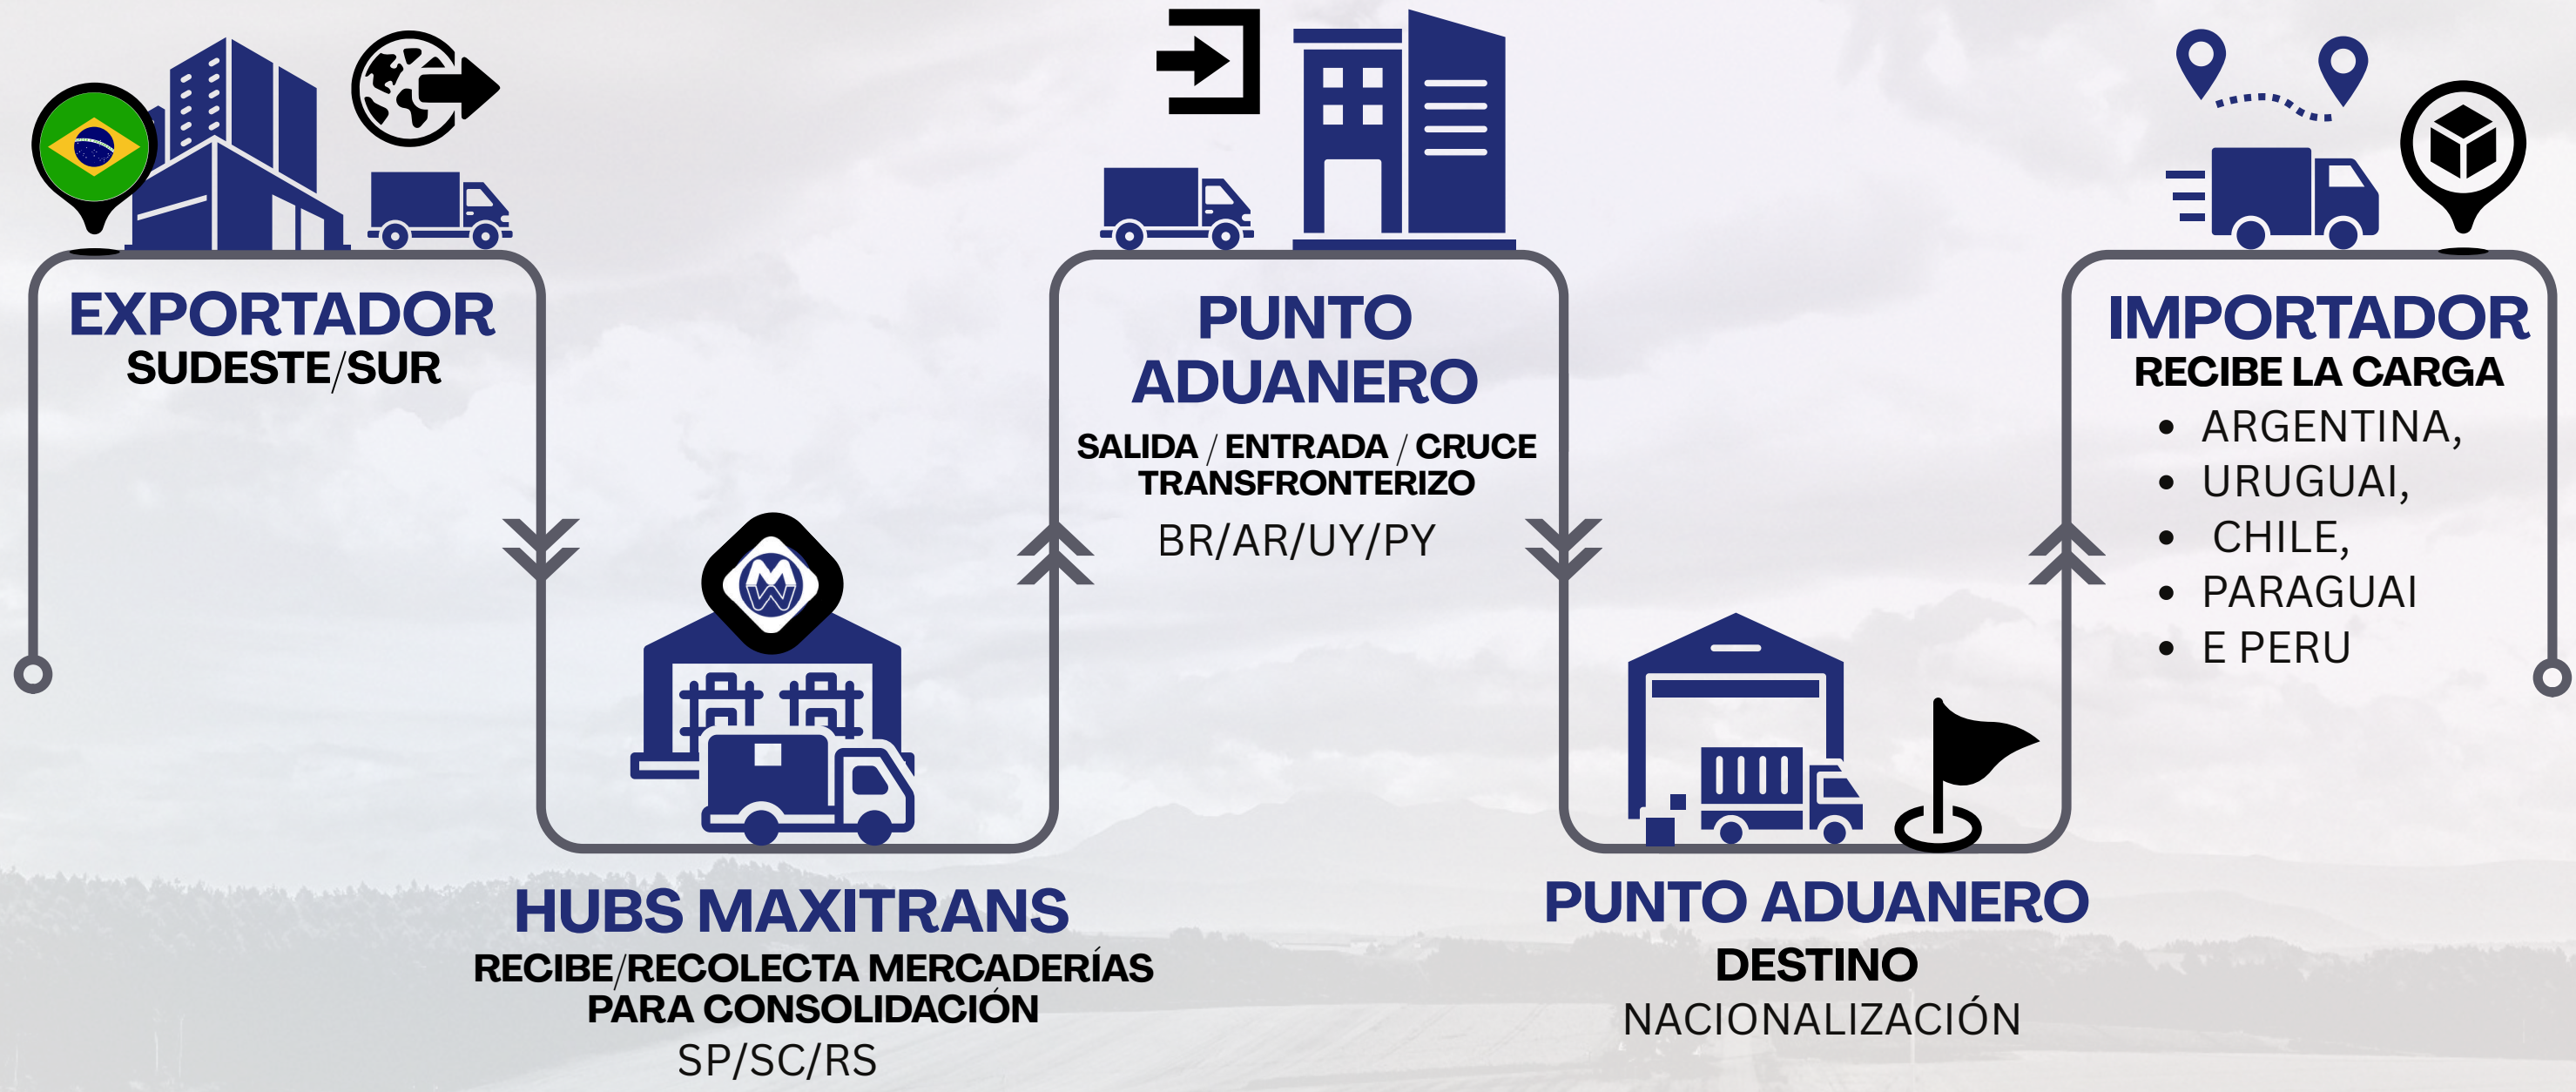 EXPORTADOR
SUDESTE/SUR
HUBS MAXITRANS
RECIBE/RECOLECTA MERCADERÍAS
PARA CONSOLIDACIÓN
SP/SC/RS
PUNTO
ADUANERO
SALIDA / ENTRADA / CRUCE
TRANSFRONTERIZO
BR/AR/UY/PY
PUNTO ADUANERO
DESTINO
NACIONALIZACIÓN
IMPORTADOR
RECIBE LA CARGA
• ARGENTINA,
• URUGUAI,
• CHILE,
• PARAGUAI
• E PERU